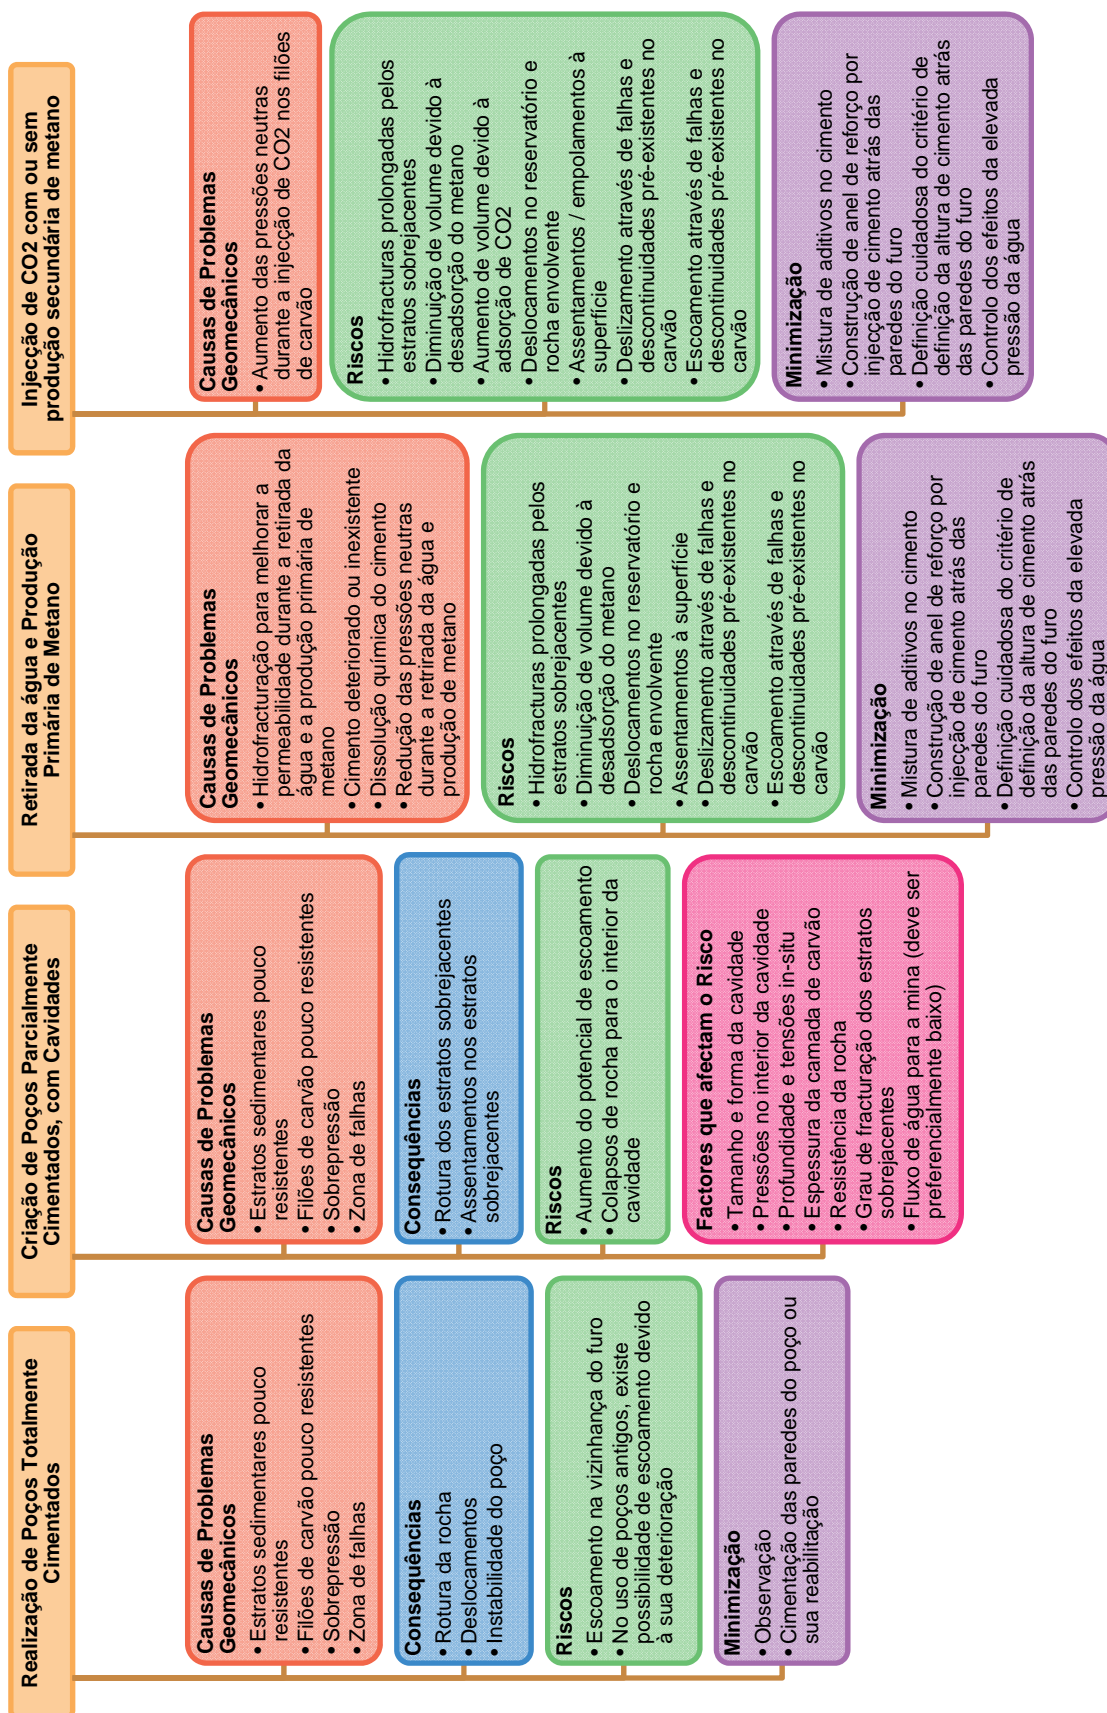 Realização de Poços Totalmente
Cimentados
Causas de Problemas
Geomecânicos
• Estratos sedimentares pouco
resistentes
• Filões de carvão pouco resistentes
• Sobrepressão
• Zona de falhas
Consequências
• Rotura da rocha
• Deslocamentos
• Instabilidade do poço
Riscos
• Escoamento na vizinhança do furo
• No uso de poços antigos, existe
possibilidade de escoamento devido
à sua deterioração
Minimização
• Observação
• Cimentação das paredes do poço ou
sua reabilitação
Criação de Poços Parcialmente
Cimentados, com Cavidades
Causas de Problemas
Geomecânicos
• Estratos sedimentares pouco
resistentes
• Filões de carvão pouco resistentes
• Sobrepressão
• Zona de falhas
Consequências
• Rotura dos estratos sobrejacentes
• Assentamentos nos estratos
sobrejacentes
Riscos
• Aumento do potencial de escoamento
• Colapsos de rocha para o interior da
cavidade
Factores que afectam o Risco
• Tamanho e forma da cavidade
• Pressões no interior da cavidade
• Profundidade e tensões in-situ
• Espessura da camada de carvão
• Resistência da rocha
• Grau de fracturação dos estratos
sobrejacentes
• Fluxo de água para a mina (deve ser
preferencialmente baixo)
Retirada da água e Produção
Primária de Metano
Causas de Problemas
Geomecânicos
• Hidrofracturação para melhorar a
permeabilidade durante a retirada da
água e a produção primária de
metano
• Cimento deteriorado ou inexistente
• Dissolução química do cimento
• Redução das pressões neutras
durante a retrirada da água e
produção de metano
Riscos
• Hidrofracturas prolongadas pelos
estratos sobrejacentes
• Diminuição de volume devido à
desadsorção do metano
• Deslocamentos no reservatório e
rocha envolvente
• Assentamentos à superfície
• Deslizamento através de falhas e
descontinuidades pré-existentes no
carvão
• Escoamento através de falhas e
descontinuidades pré-existentes no
carvão
Minimização
• Mistura de aditivos no cimento
• Construção de anel de reforço por
injecção de cimento atrás das
paredes do furo
• Definição cuidadosa do critério de
definição da altura de cimento atrás
das paredes do furo
• Controlo dos efeitos da elevada
pressão da água
Injecção de CO2 com ou sem
produção secundária de metano
Causas de Problemas
Geomecânicos
• Aumento das pressões neutras
durante a injecção de CO2 nos filões
de carvão
Riscos
• Hidrofracturas prolongadas pelos
estratos sobrejacentes
• Diminuição de volume devido à
desadsorção do metano
• Aumento de volume devido à
adsorção de CO2
• Deslocamentos no reservatório e
rocha envolvente
• Assentamentos / empolamentos à
superfície
• Deslizamento através de falhas e
descontinuidades pré-existentes no
carvão
• Escoamento através de falhas e
descontinuidades pré-existentes no
carvão
Minimização
• Mistura de aditivos no cimento
• Construção de anel de reforço por
injecção de cimento atrás das
paredes do furo
• Definição cuidadosa do critério de
definição da altura de cimento atrás
das paredes do furo
• Controlo dos efeitos da elevada
pressão da água